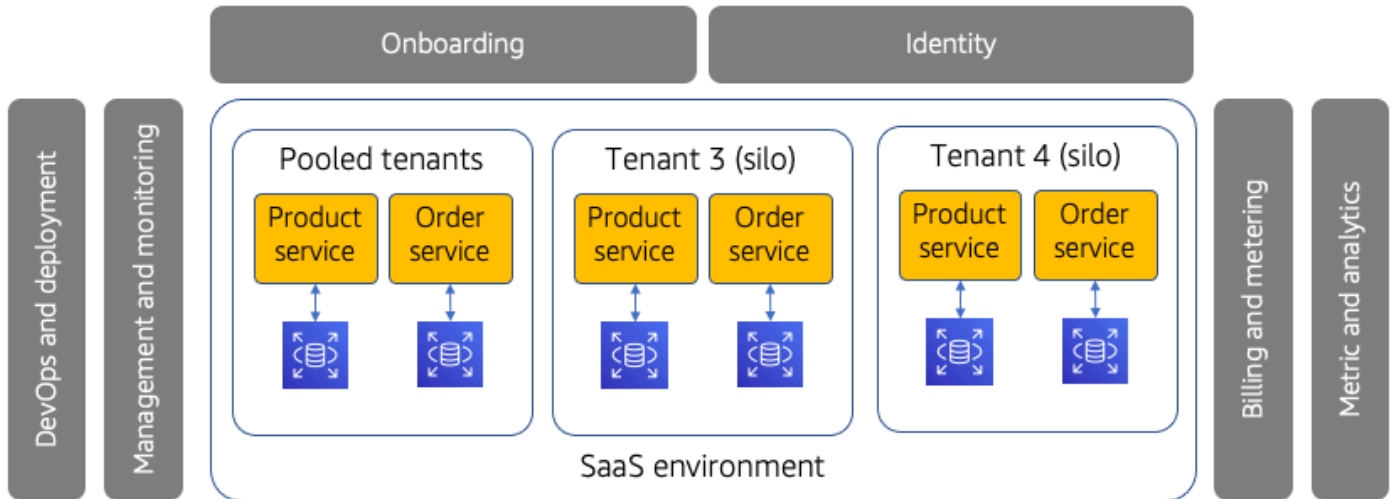 Onboarding
Identity
DevOps and deployment
Management and monitoring
Pooled tenants
Product
service
Order
service
Tenant 3 (silo)
Product
service
Order
service
Tenant 4 (silo)
Product
service
Order
service
SaaS environment
Billing and metering
Metric and analytics